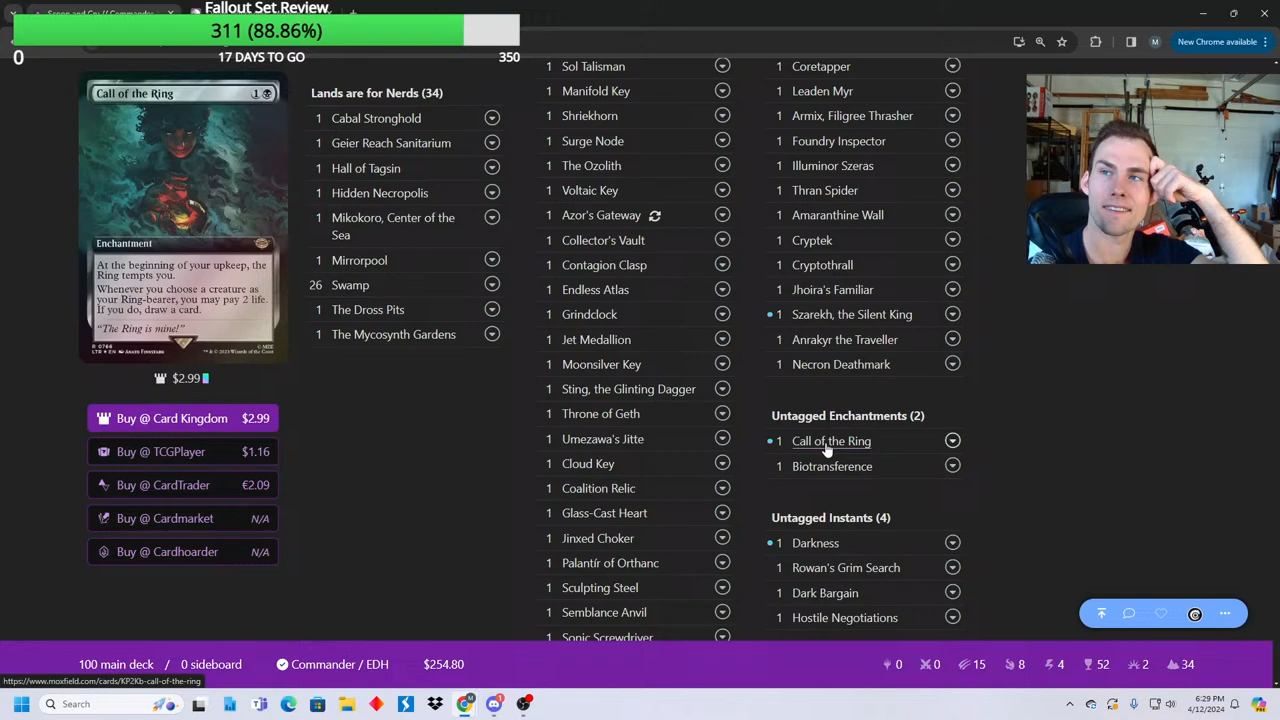 Fallout Set Review
311 (88.86%)
0
17 DAYS TO GO
350
New Chrome available
Call of the Ring
1
Enchantment
At the beginning of your upkeep, the
Ring tempts you.
Whenever you choose a creature as
your Ring-bearer, you may pay 2 life.
If you do, draw a card.
"The Ring is mine!"
R 0766
LTR • EN
$2.99
Buy @ Card Kingdom $2.99
Buy @ TCGPlayer $1.16
Buy @ CardTrader €2.09
Buy @ Cardmarket N/A
Buy @ Cardhoarder N/A
Lands are for Nerds (34)
1 Cabal Stronghold
1 Geier Reach Sanitarium
1 Hall of Tagsin
1 Hidden Necropolis
1 Mikokoro, Center of the
Sea
1 Mirrorpool
26 Swamp
1 The Dross Pits
1 The Mycosynth Gardens
1 Sol Talisman
1 Manifold Key
1 Shriekhorn
1 Surge Node
1 The Ozolith
1 Voltaic Key
1 Azor's Gateway
1 Collector's Vault
1 Contagion Clasp
1 Endless Atlas
1 Grindclock
1 Jet Medallion
1 Moonsilver Key
1 Sting, the Glinting Dagger
1 Throne of Geth
1 Umezawa's Jitte
1 Cloud Key
1 Coalition Relic
1 Glass-Cast Heart
1 Jinxed Choker
1 Palantír of Orthanc
1 Sculpting Steel
1 Semblance Anvil
1 Sonic Screwdriver
1 Coretapper
1 Leaden Myr
1 Armix, Filigree Thrasher
1 Foundry Inspector
1 Illuminor Szeras
1 Thran Spider
1 Amaranthine Wall
1 Cryptek
1 Cryptothrall
1 Jhoira's Familiar
1 Szarekh, the Silent King
1 Anrakyr the Traveller
1 Necron Deathmark
Untagged Enchantments (2)
1 Call of the Ring
1 Biotransference
Untagged Instants (4)
1 Darkness
1 Rowan's Grim Search
1 Dark Bargain
1 Hostile Negotiations
100 main deck / 0 sideboard
Commander / EDH
$254.80
0 0 15 8 4 52 2 34
https://www.moxfield.com/cards/KP2Kb-call-of-the-ring
Search
6:29 PM
4/12/2024